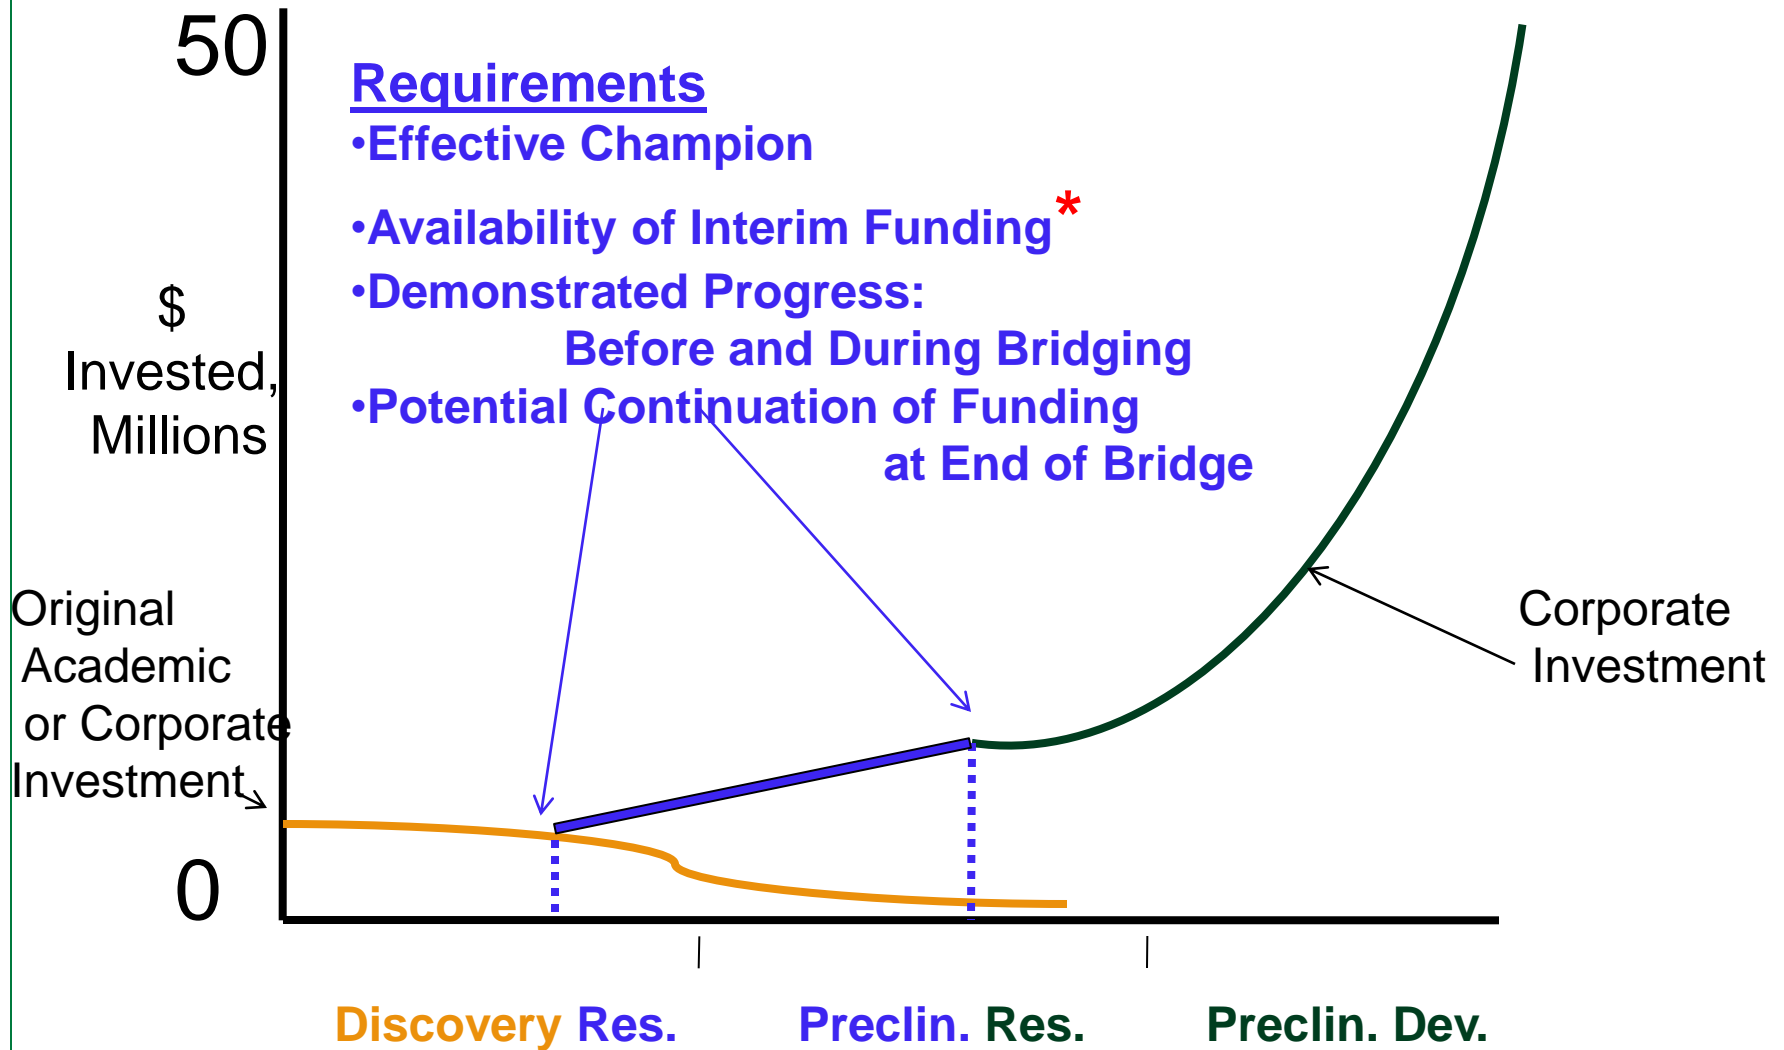 50
Requirements
•Effective Champion
•Availability of Interim Funding*
•Demonstrated Progress:
Before and During Bridging
•Potential Continuation of Funding
at End of Bridge
$
Invested,
Millions
Original
Academic
or Corporate
Investment
Corporate
Investment
0
Discovery Res. Preclin. Res. Preclin. Dev.